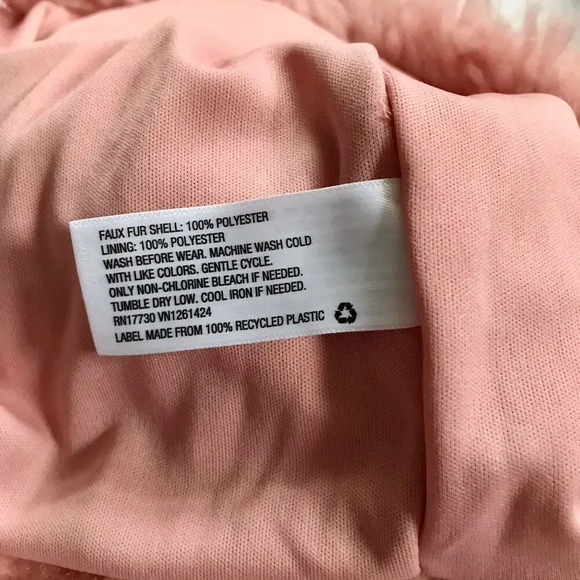 FAUX FUR SHELL: 100% POLYESTER
LINING: 100% POLYESTER
WASH BEFORE WEAR. MACHINE WASH COLD
WITH LIKE COLORS. GENTLE CYCLE.
ONLY NON-CHLORINE BLEACH IF NEEDED.
TUMBLE DRY LOW. COOL IRON IF NEEDED.
RN17730 VN1261424
LABEL MADE FROM 100% RECYCLED PLASTIC